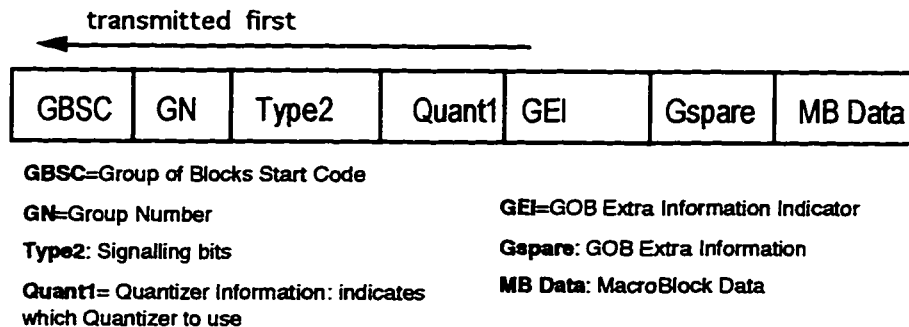 transmitted first
GBSC GN Type2 Quant1 GEI Gspare MB Data
GBSC=Group of Blocks Start Code
GN=Group Number
Type2: Signalling bits
Quant1= Quantizer Information: indicates
which Quantizer to use
GEI=GOB Extra Information Indicator
Gspare: GOB Extra Information
MB Data: MacroBlock Data